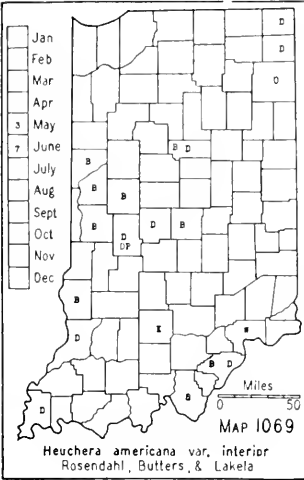 Jan
Feb
Mar
Apr
3 May
7 June
July
Aug
Sept
Oct
Nov
Dec
D
D
D
B D
B
B
B
B D D B
DP
B
D K
B D
D S
Miles
0 50
MAP 1069
Heuchera americana var. interior
Rosendahl, Butters, & Lakela